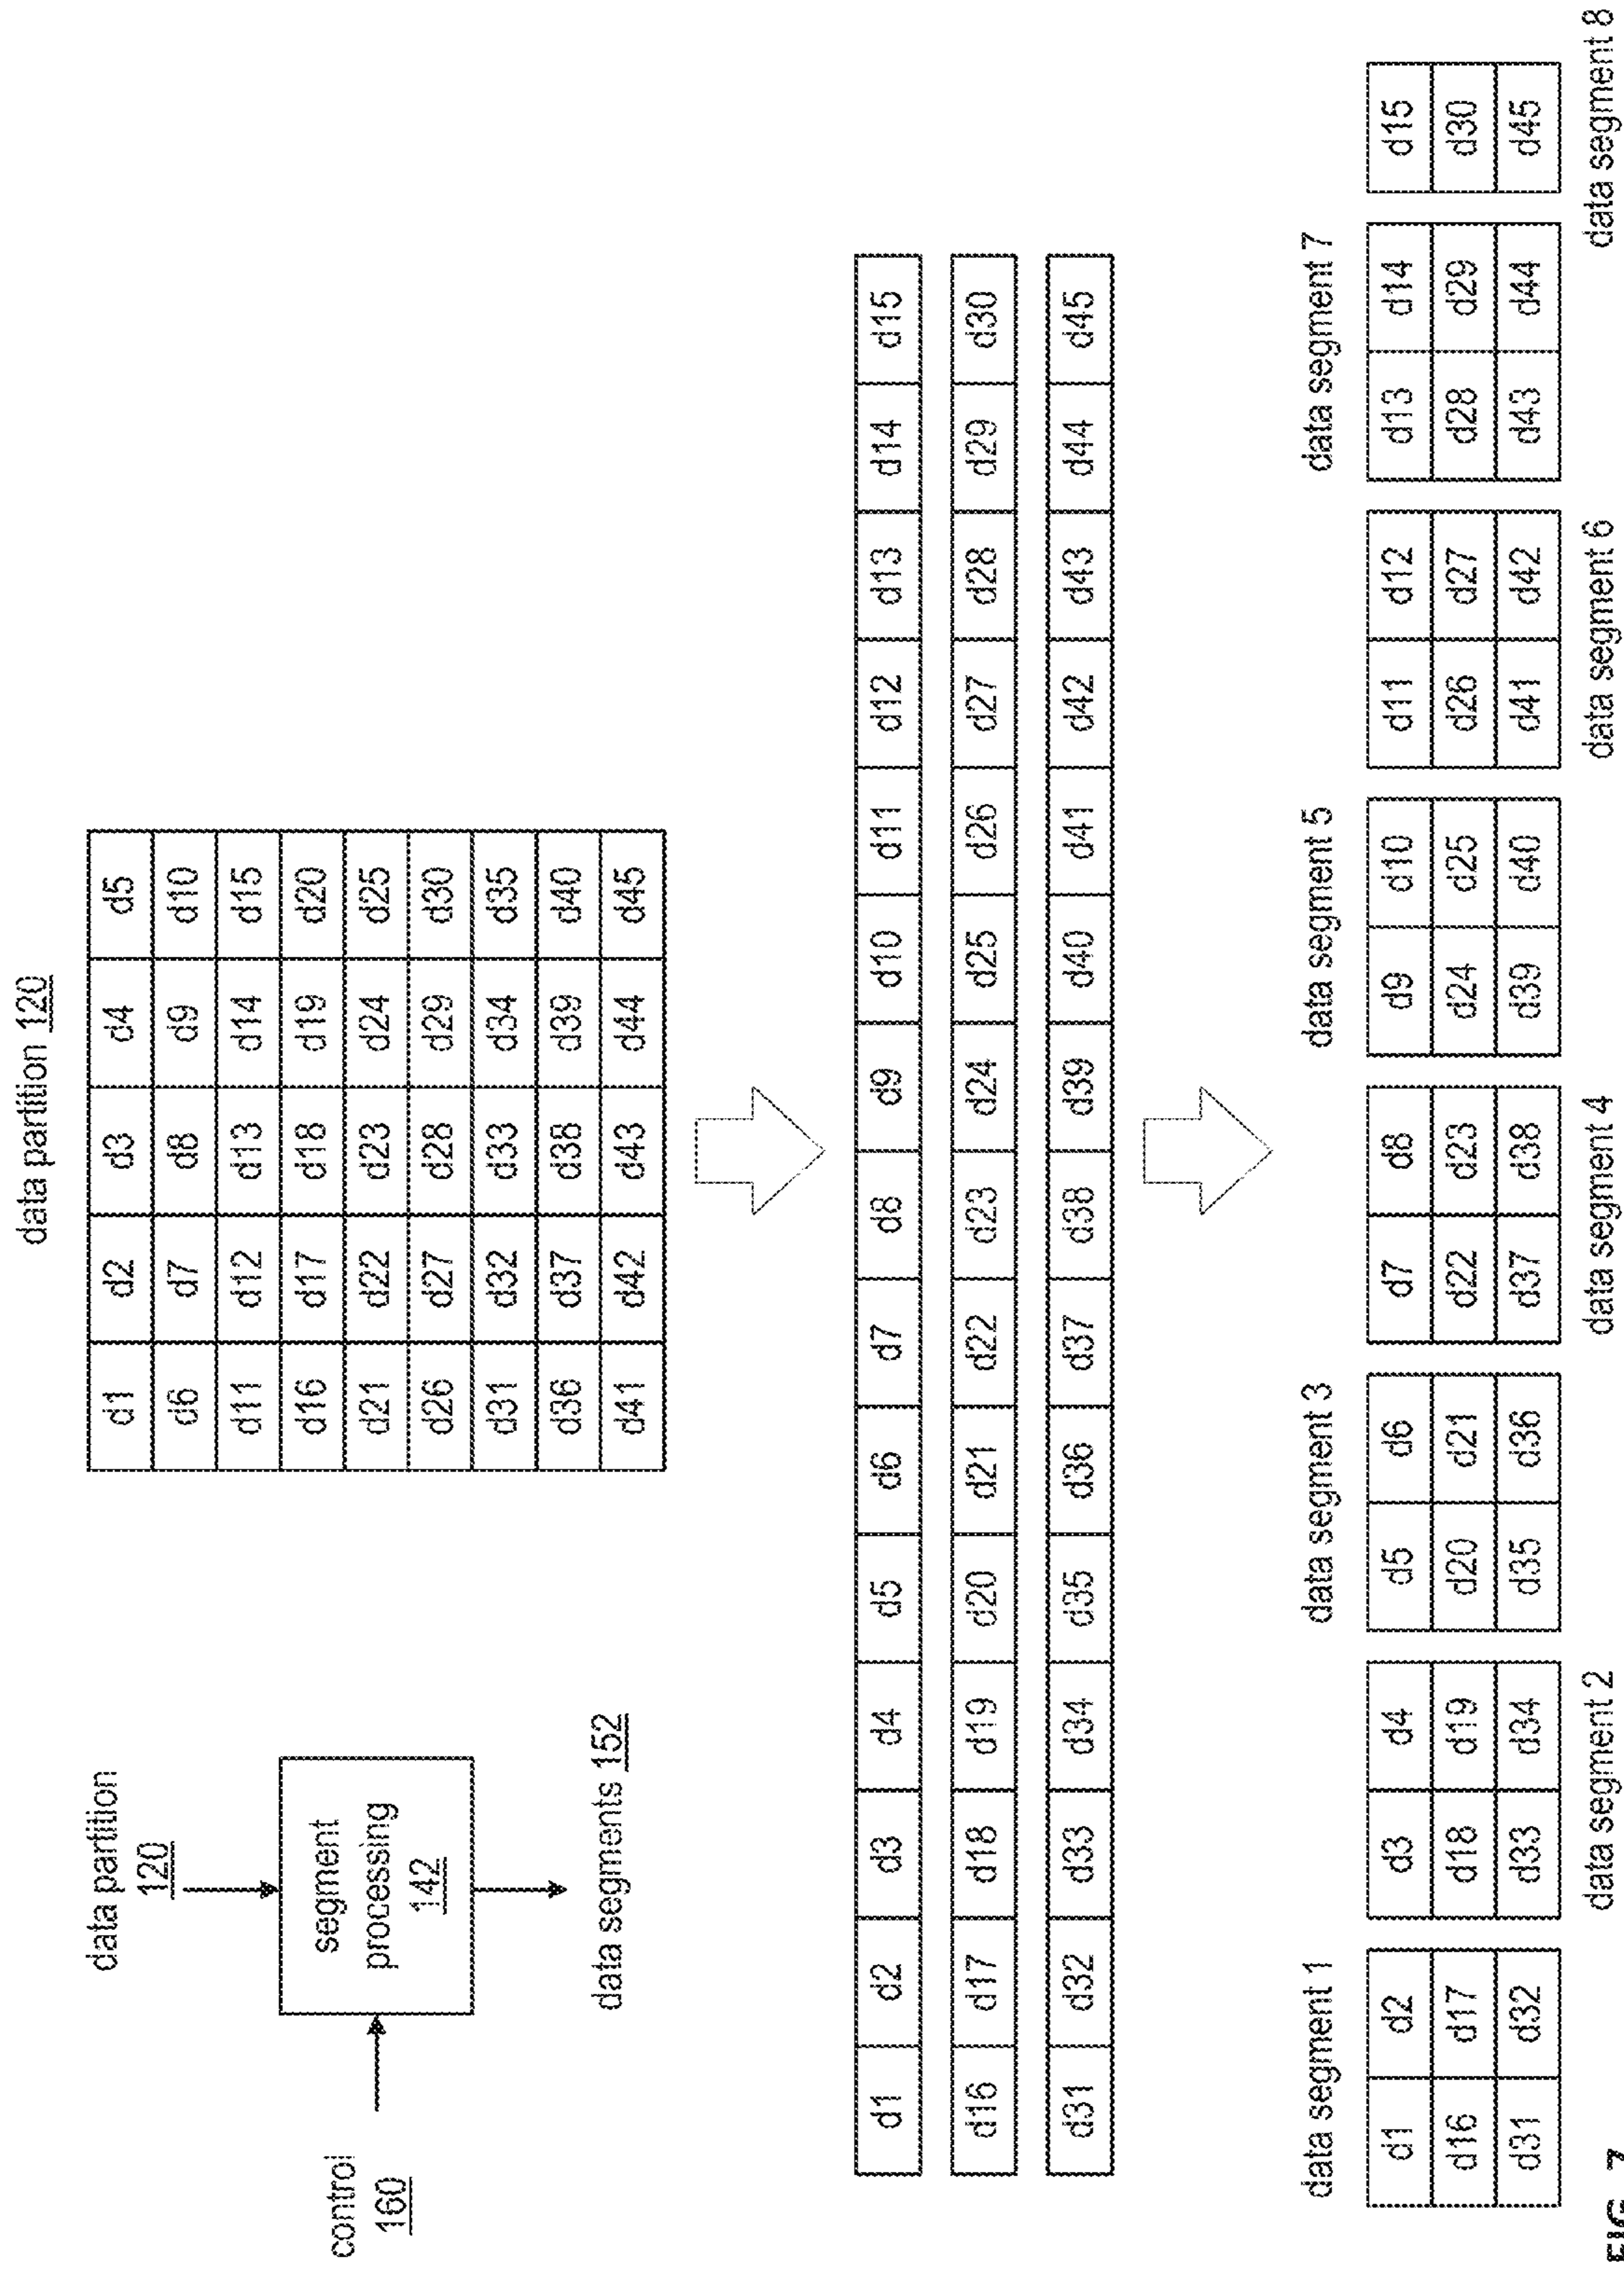 data partition
120
control
160
segment
processing
142
data segments 152
data partition 120
d1 d2 d3 d4 d5
d6 d7 d8 d9 d10
d11 d12 d13 d14 d15
d16 d17 d18 d19 d20
d21 d22 d23 d24 d25
d26 d27 d28 d29 d30
d31 d32 d33 d34 d35
d36 d37 d38 d39 d40
d41 d42 d43 d44 d45
d1 d2 d3 d4 d5 d6 d7 d8 d9 d10 d11 d12 d13 d14 d15
d16 d17 d18 d19 d20 d21 d22 d23 d24 d25 d26 d27 d28 d29 d30
d31 d32 d33 d34 d35 d36 d37 d38 d39 d40 d41 d42 d43 d44 d45
data segment 1
d1 d2
d16 d17
d31 d32
d3 d4
d18 d19
d33 d34
data segment 2
data segment 3
d5 d6
d20 d21
d35 d36
d7 d8
d22 d23
d37 d38
data segment 4
data segment 5
d9 d10
d24 d25
d39 d40
d11 d12
d26 d27
d41 d42
data segment 6
data segment 7
d13 d14
d28 d29
d43 d44
d15
d30
d45
data segment 8
FIG. 7